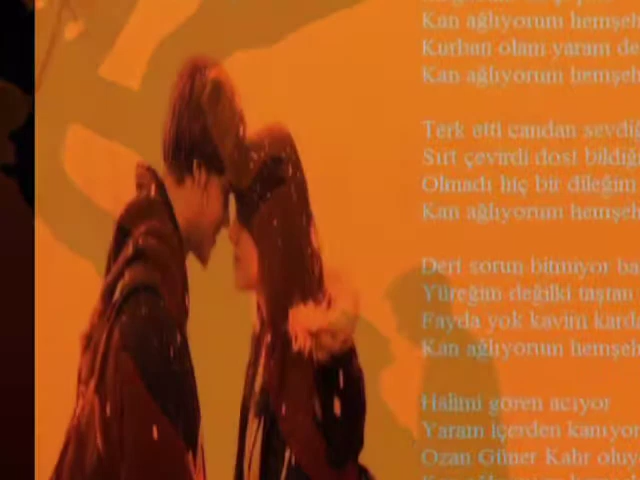 Kan ağlıyorum hemşeh
Kurban olam yaram de
Kan ağlıyorum hemşeh
Terk etti candan sevdiğ
Sırt çevirdi dost bildiği
Olmadı hiç bir dileğim
Kan ağlıyorum hemşeh
Dert sorun bitmiyor ba
Yüreğim değilki taştan
Fayda yok kavim karda
Kan ağlıyorum hemşeh
Halimi gören acıyor
Yaram içerden kanıyor
Ozan Güner Kahr oluy